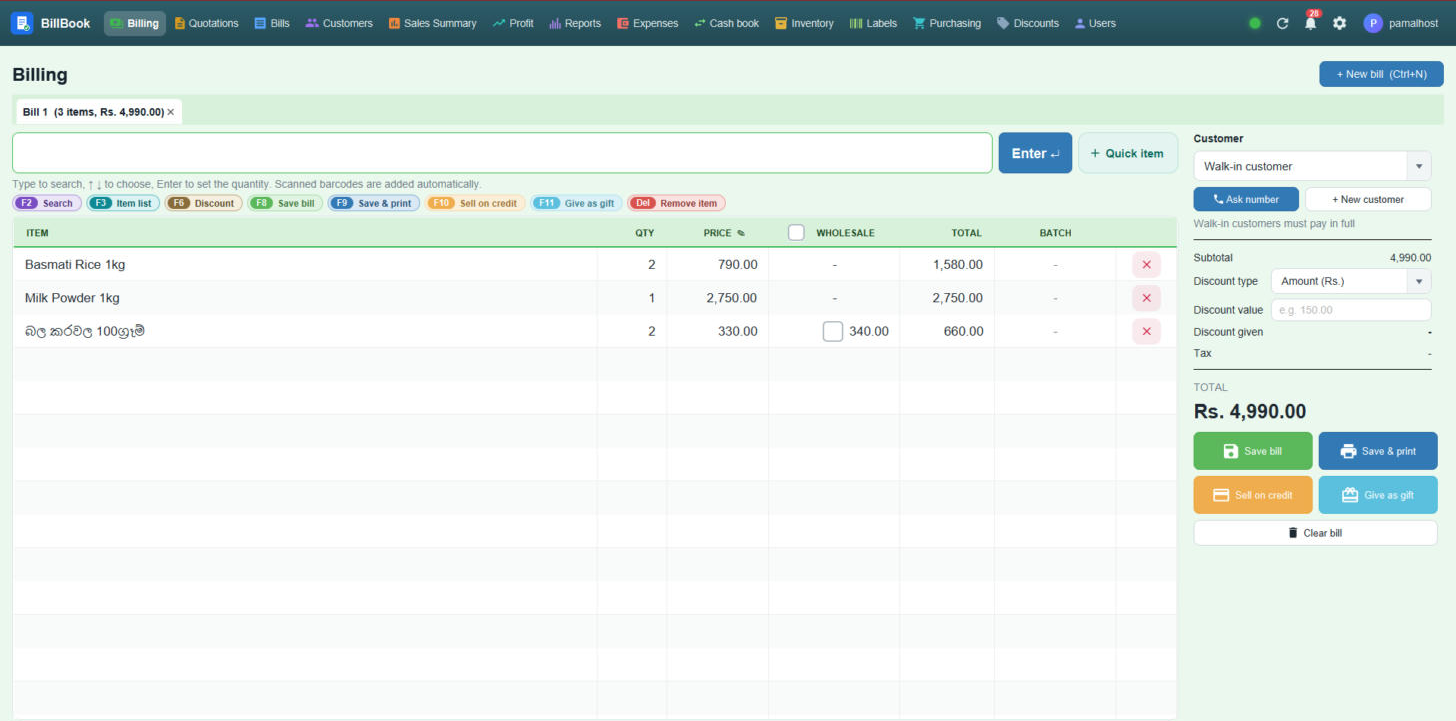 BillBook Billing Quotations Bills Customers Sales Summary Profit Reports Expenses Cash book Inventory Labels Purchasing Discounts Users 28 P pamalhost
Billing + New bill (Ctrl+N)
Bill 1 (3 items, Rs. 4,990.00) ×
Enter ↵ + Quick item
Type to search, ↑ ↓ to choose, Enter to set the quantity. Scanned barcodes are added automatically.
F2 Search F3 Item list F6 Discount F8 Save bill F9 Save & print F10 Sell on credit F11 Give as gift Del Remove item
ITEM QTY PRICE ✎ WHOLESALE TOTAL BATCH
Basmati Rice 1kg 2 790.00 - 1,580.00 - ×
Milk Powder 1kg 1 2,750.00 - 2,750.00 - ×
බල කරවල 100ග්‍රෑම් 2 330.00 340.00 660.00 - ×
Customer
Walk-in customer
Ask number + New customer
Walk-in customers must pay in full
Subtotal 4,990.00
Discount type Amount (Rs.)
Discount value e.g. 150.00
Discount given -
Tax -
TOTAL
Rs. 4,990.00
Save bill Save & print
Sell on credit Give as gift
Clear bill